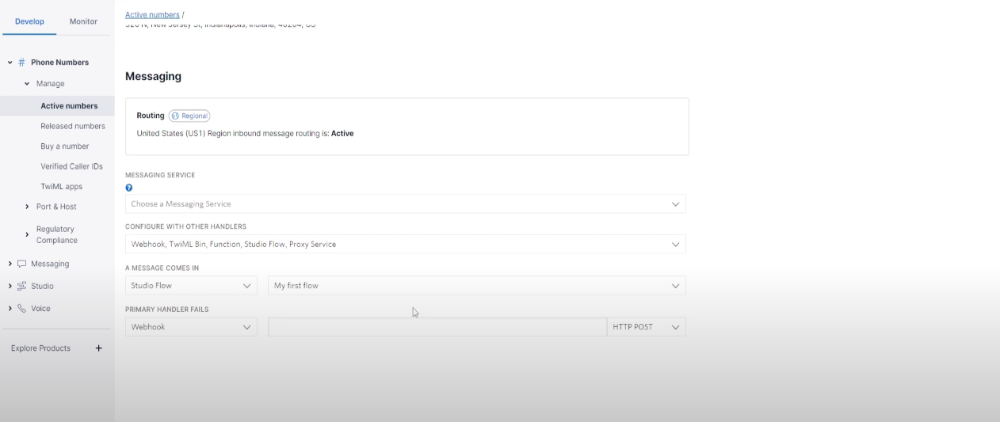 Develop
Monitor
Active numbers /
520 N, New Jersey St, Indianapolis, Indiana, 46204, US
# Phone Numbers
Manage
Active numbers
Released numbers
Buy a number
Verified Caller IDs
TwiML apps
Port & Host
Regulatory
Compliance
Messaging
Studio
Voice
Explore Products +
Messaging
Routing Regional
United States (US1) Region inbound message routing is: Active
MESSAGING SERVICE
?
Choose a Messaging Service
CONFIGURE WITH OTHER HANDLERS
Webhook, TwiML Bin, Function, Studio Flow, Proxy Service
A MESSAGE COMES IN
Studio Flow
My first flow
PRIMARY HANDLER FAILS
Webhook
HTTP POST